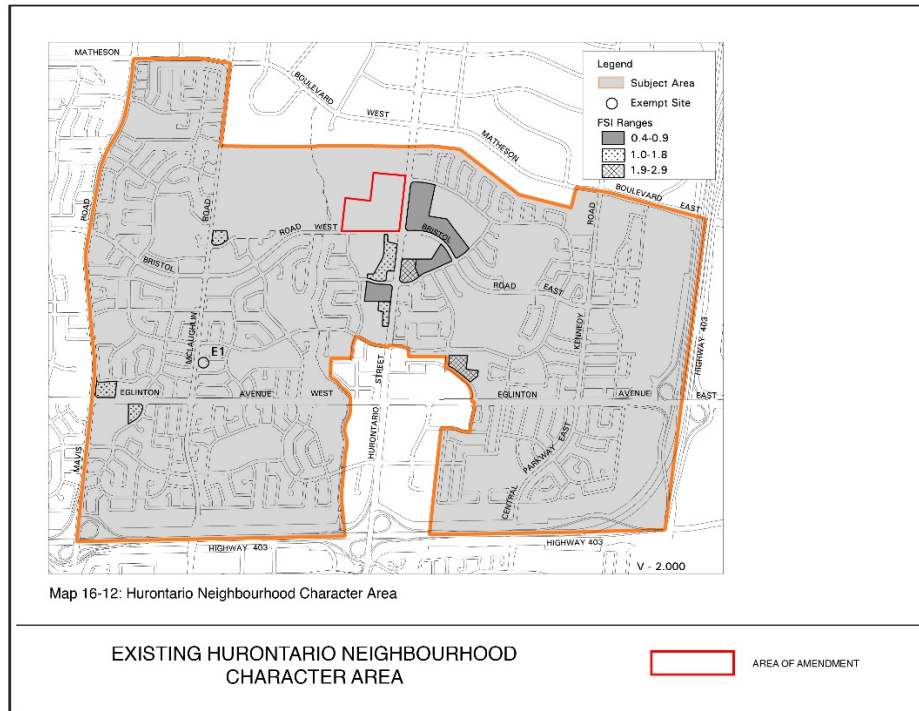 MATHESON
BOULEVARD
WEST
MATHESON
BOULEVARD
EAST
Legend
Subject Area
Exempt Site
FSI Ranges
0.4-0.9
1.0-1.8
1.9-2.9
ROAD
ROAD
ROAD
ROAD WEST
BRISTOL
BRISTOL
ROAD
EAST
MCLAUGHLIN
E1
KENNEDY
HIGHWAY 403
STREET
EGLINTON AVENUE WEST
EGLINTON AVENUE EAST
HURONTARIO
MAVIS
CENTRAL
PARKWAY EAST
HIGHWAY 403
HIGHWAY 403
V - 2.000
Map 16-12: Hurontario Neighbourhood Character Area
EXISTING HURONTARIO NEIGHBOURHOOD
CHARACTER AREA
AREA OF AMENDMENT